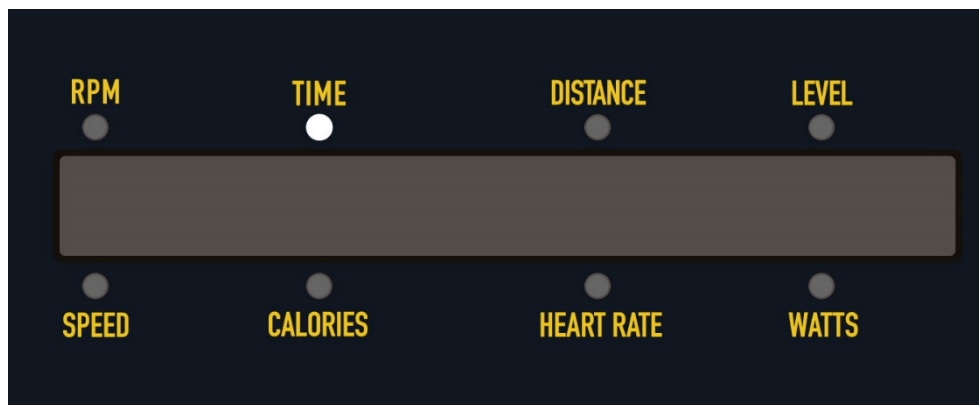 RPM TIME DISTANCE LEVEL
SPEED CALORIES HEART RATE WATTS